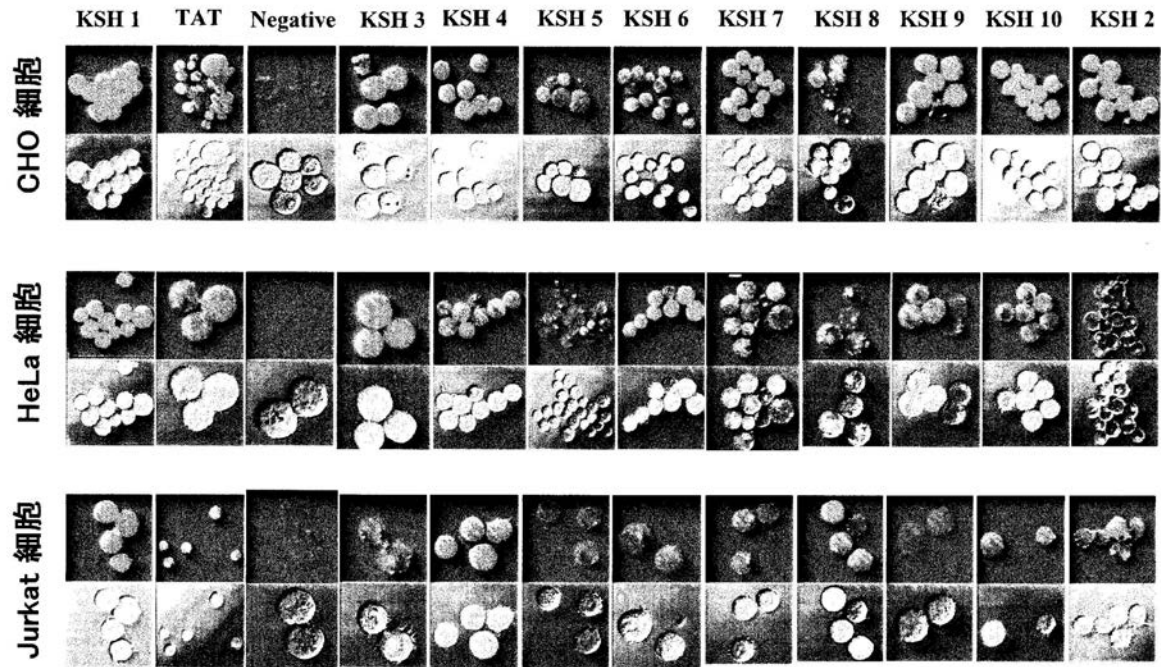 KSH 1 TAT Negative KSH 3 KSH 4 KSH 5 KSH 6 KSH 7 KSH 8 KSH 9 KSH 10 KSH 2
CHO 細胞
HeLa 細胞
Jurkat 細胞